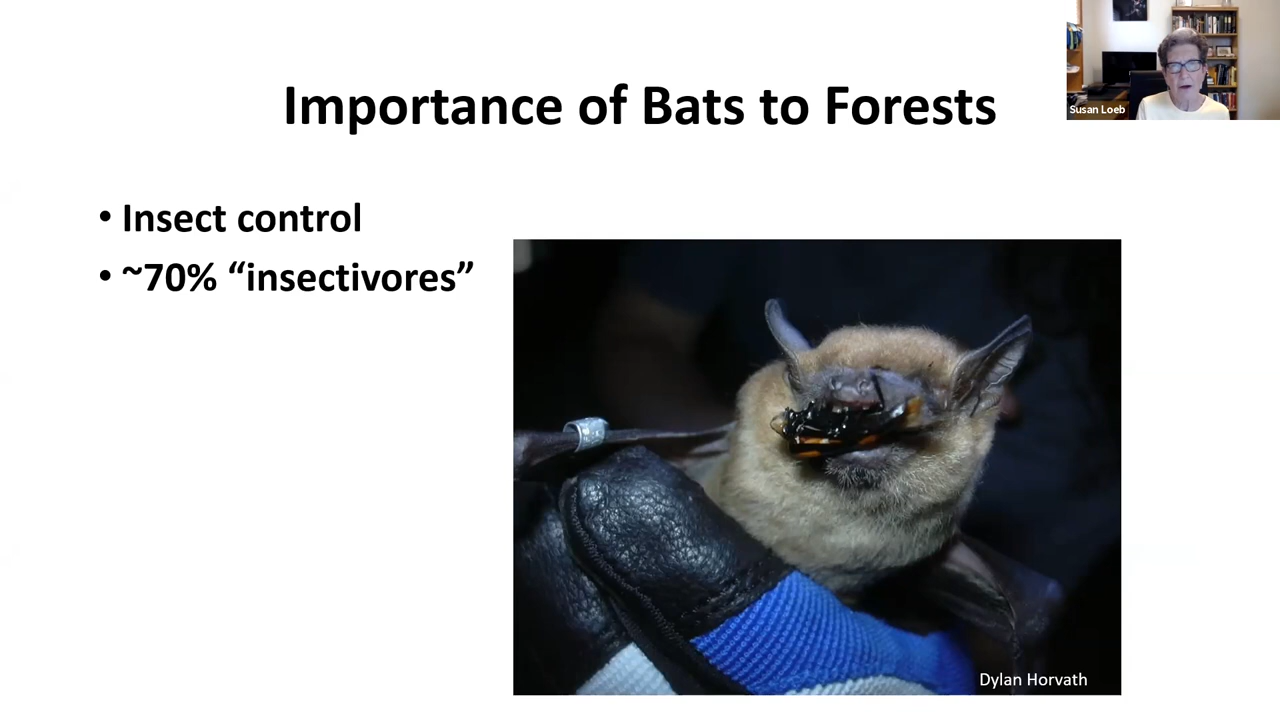 Importance of Bats to Forests
Susan Loeb
• Insect control
• ~70% “insectivores”
Dylan Horvath